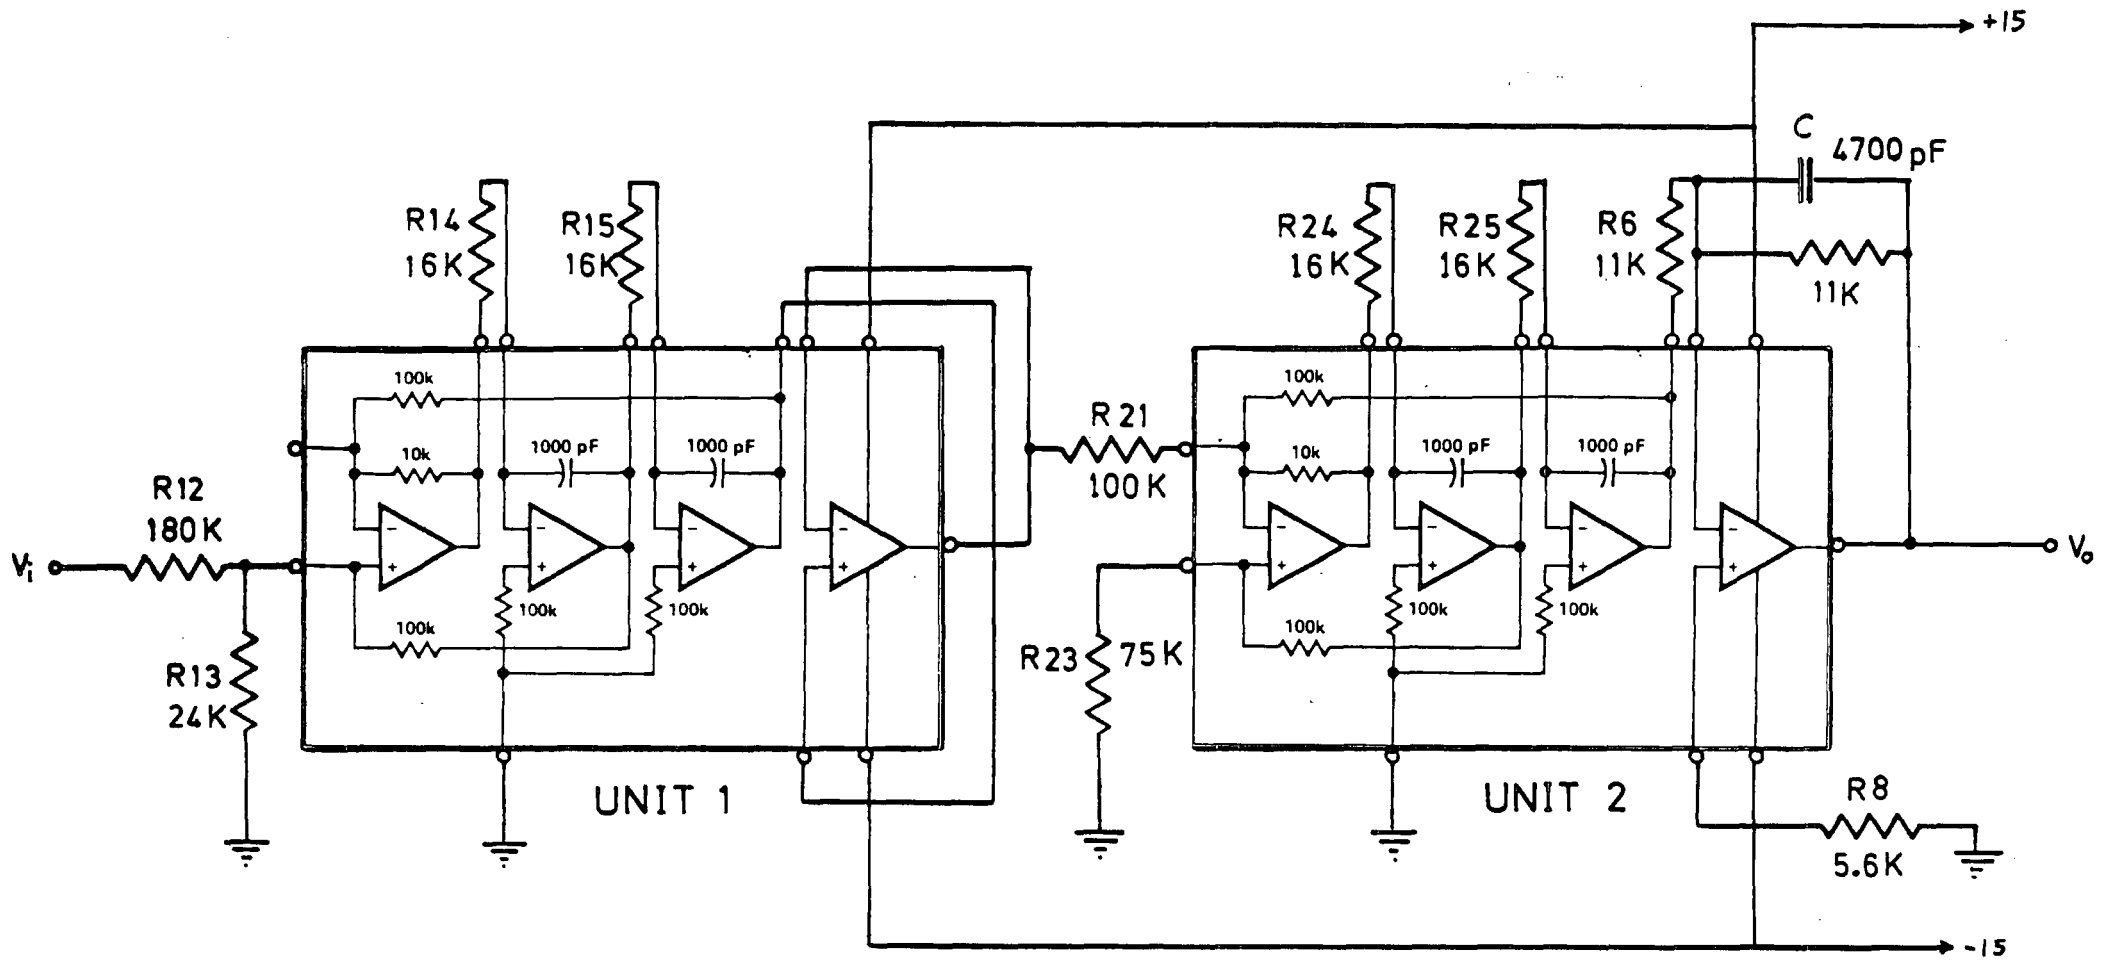 +15
C
4700 pF
R14
16K
R15
16K
R24
16K
R25
16K
R6
11K
11K
100k
10k
1000 pF
1000 pF
R12
180K
Vi
-
+
-
+
-
+
-
+
100k
100k
100k
R13
24K
UNIT 1
R21
100K
R23
75K
100k
10k
1000 pF
1000 pF
-
+
-
+
-
+
-
+
100k
100k
100k
Vo
UNIT 2
R8
5.6K
-15